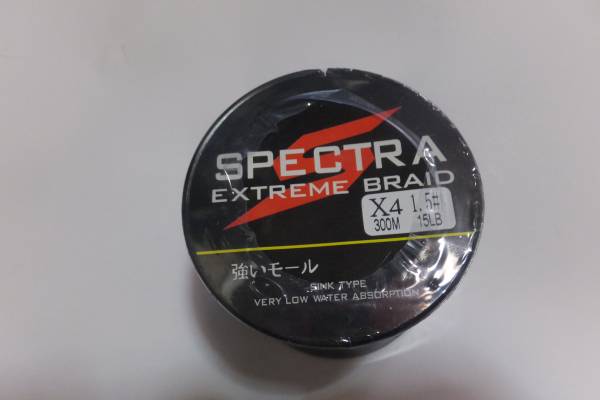 SPECTRA
EXTREME BRAID
X4 1.5#
300M 15LB
強いモール
SINK TYPE
VERY LOW WATER ABSORPTION